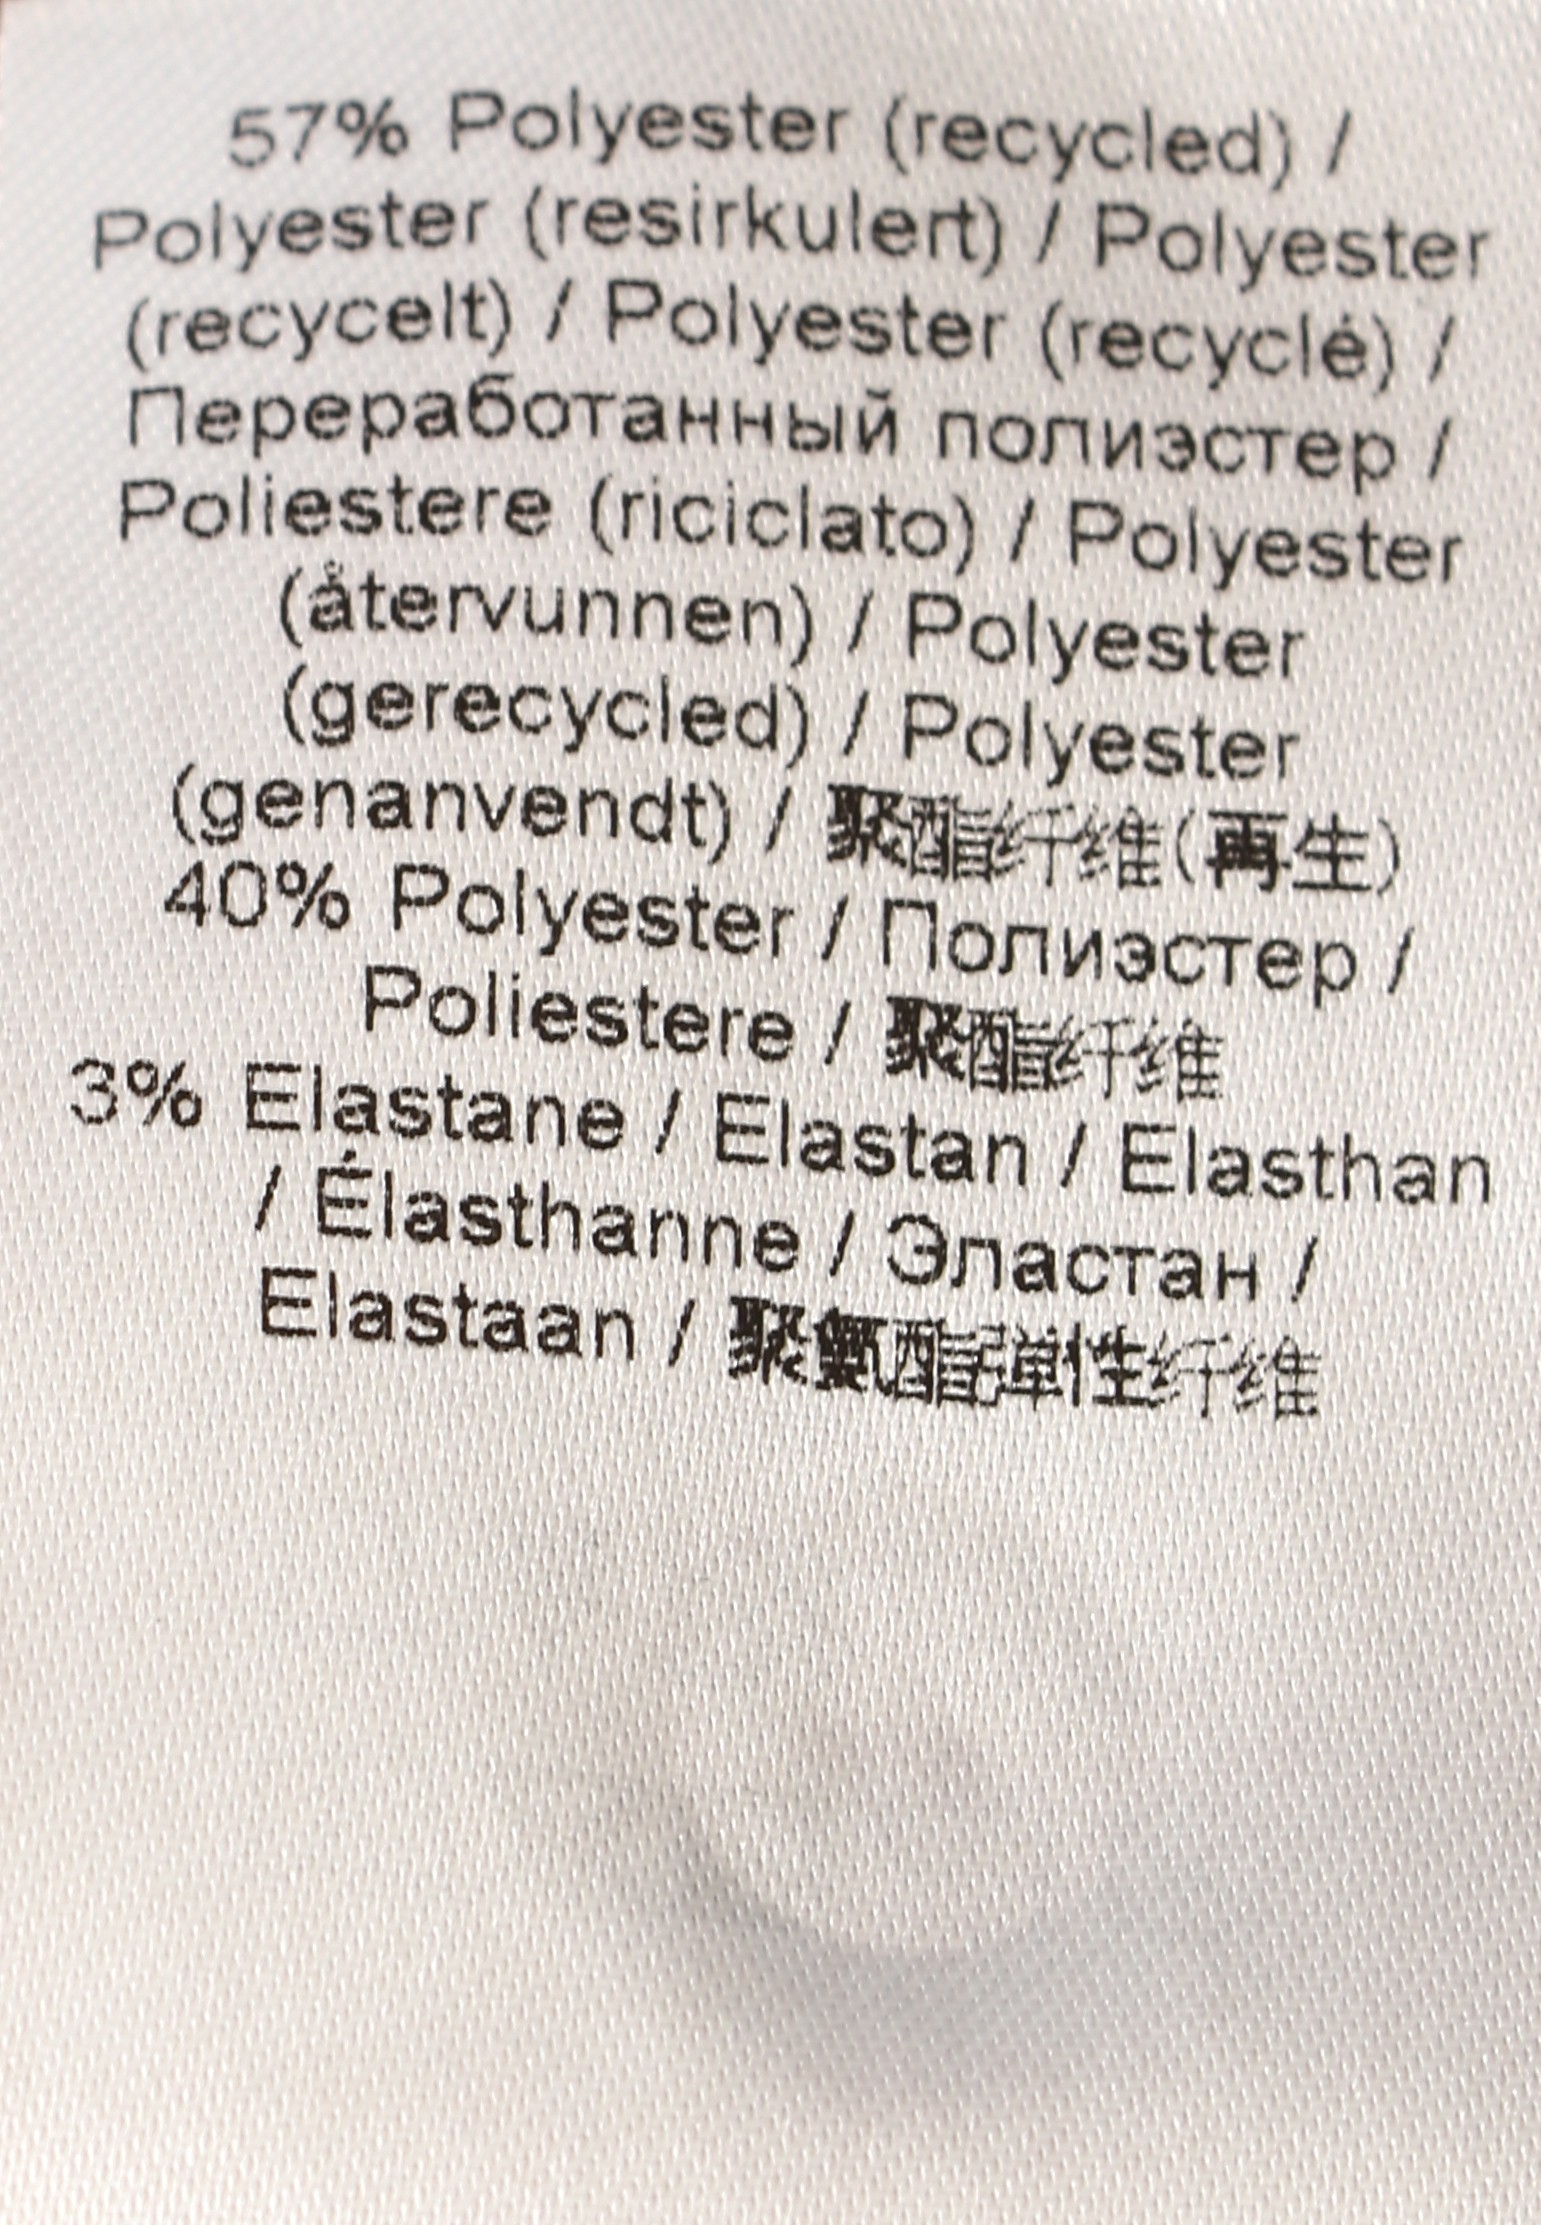 57% Polyester (recycled) /
Polyester (resirkulert) / Polyester
(recycelt) / Polyester (recyclé) /
Переработанный полиэстер /
Poliestere (riciclato) / Polyester
(återvunnen) / Polyester
(gerecycled) / Polyester
(genanvendt) / 聚酯纤维(再生)
40% Polyester / Полиэстер /
Poliestere / 聚酯纤维
3% Elastane / Elastan / Elasthan
/ Élasthanne / Эластан /
Elastaan / 聚氨酯弹性纤维